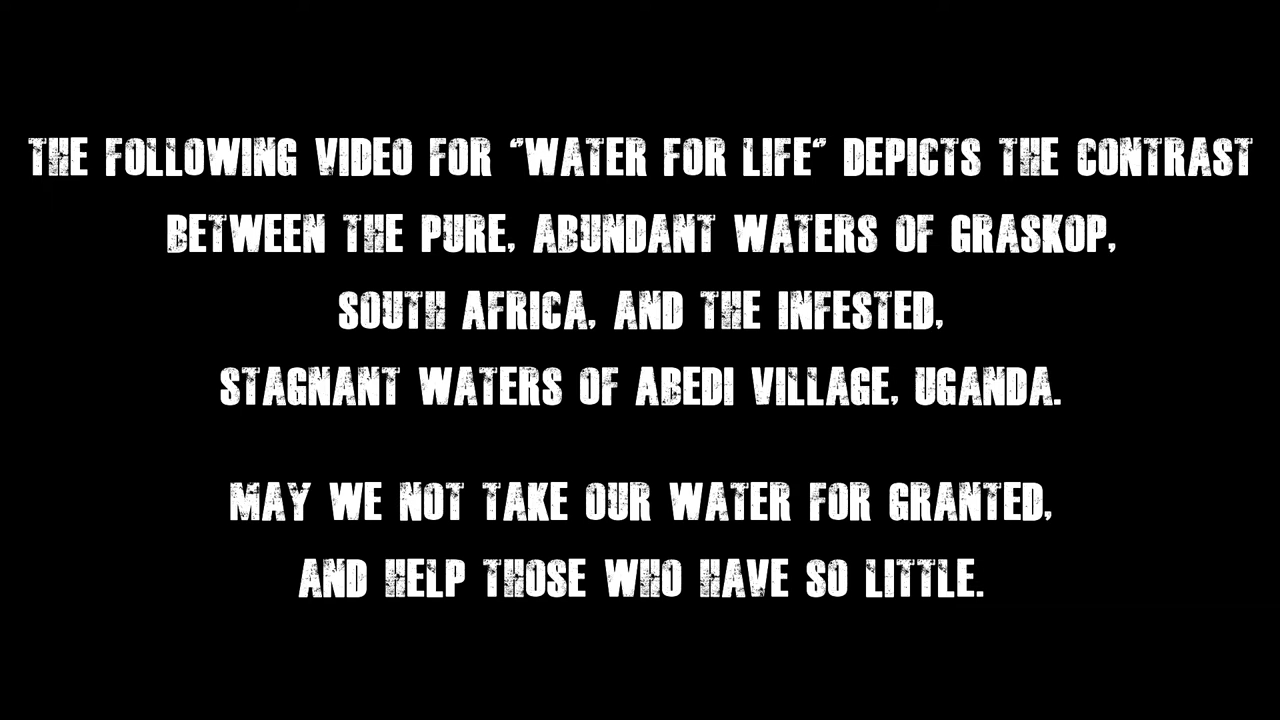 THE FOLLOWING VIDEO FOR "WATER FOR LIFE" DEPICTS THE CONTRAST
BETWEEN THE PURE, ABUNDANT WATERS OF GRASKOP,
SOUTH AFRICA, AND THE INFESTED,
STAGNANT WATERS OF ABEDI VILLAGE, UGANDA.
MAY WE NOT TAKE OUR WATER FOR GRANTED,
AND HELP THOSE WHO HAVE SO LITTLE.